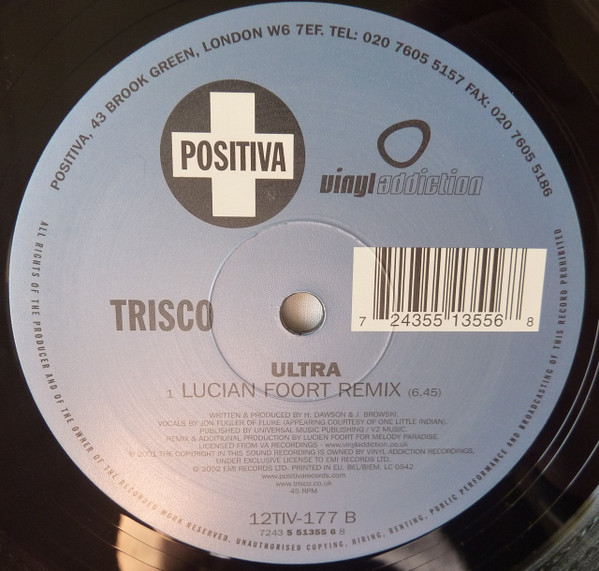 POSITIVA, 43 BROOK GREEN, LONDON W6 7EF. TEL: 020 7605 5157 FAX: 020 7605 5186
POSITIVA
vinyladdiction
7 24355 13556 8
TRISCO
ULTRA
1 LUCIAN FOORT REMIX (6.45)
WRITTEN & PRODUCED BY H. DAWSON & J. BROWSKI.
VOCALS BY JON FUGLER OF FLUKE (APPEARING COURTESY OF ONE LITTLE INDIAN).
PUBLISHED BY UNIVERSAL MUSIC PUBLISHING / V2 MUSIC.
REMIX & ADDITIONAL PRODUCTION BY LUCIEN FOORT FOR MELODY PARADISE.
LICENSED FROM VA RECORDINGS -
℗ 2001 THE COPYRIGHT IN THIS SOUND RECORDING IS OWNED BY VINYL ADDICTION RECORDINGS,
UNDER EXCLUSIVE LICENSE TO EMI RECORDS LTD.
© 2002 EMI RECORDS LTD. PRINTED IN EU. BEL/BIEM. LC 0542
www.positivarecords.com
www.trisco.co.uk
45 RPM
12TIV-177 B
7243 5 51355 6 8
ALL RIGHTS OF THE PRODUCER AND OF THE OWNER OF THE RECORDED WORK RESERVED. UNAUTHORISED COPYING, HIRING, RENTING, PUBLIC PERFORMANCE AND BROADCASTING OF THIS RECORD PROHIBITED